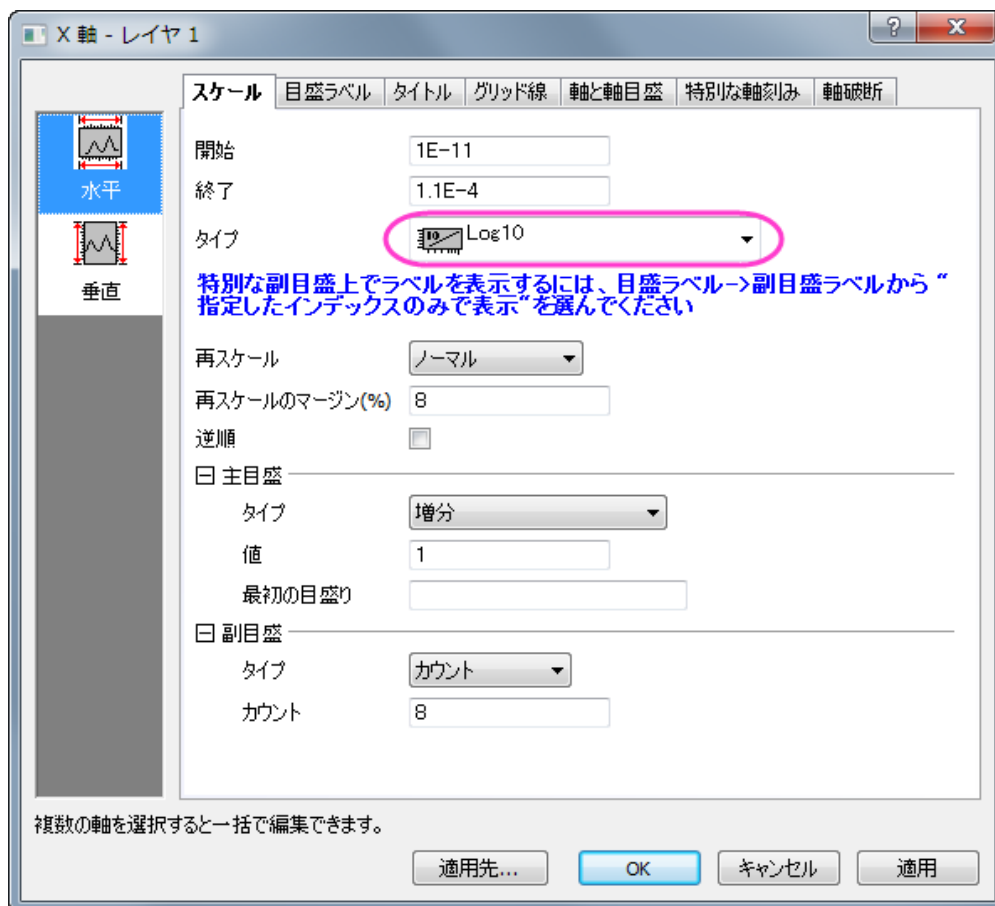 X 軸 - レイヤ 1
?
スケール 目盛ラベル タイトル グリッド線 軸と軸目盛 特別な軸刻み 軸破断
水平
垂直
開始 1E-11
終了 1.1E-4
タイプ Log10
特別な副目盛上でラベルを表示するには、目盛ラベル->副目盛ラベルから “
指定したインデックスのみで表示“を選んでください
再スケール ノーマル
再スケールのマージン(%) 8
逆順
主目盛
タイプ 増分
値 1
最初の目盛り
副目盛
タイプ カウント
カウント 8
複数の軸を選択すると一括で編集できます。
適用先... OK キャンセル 適用